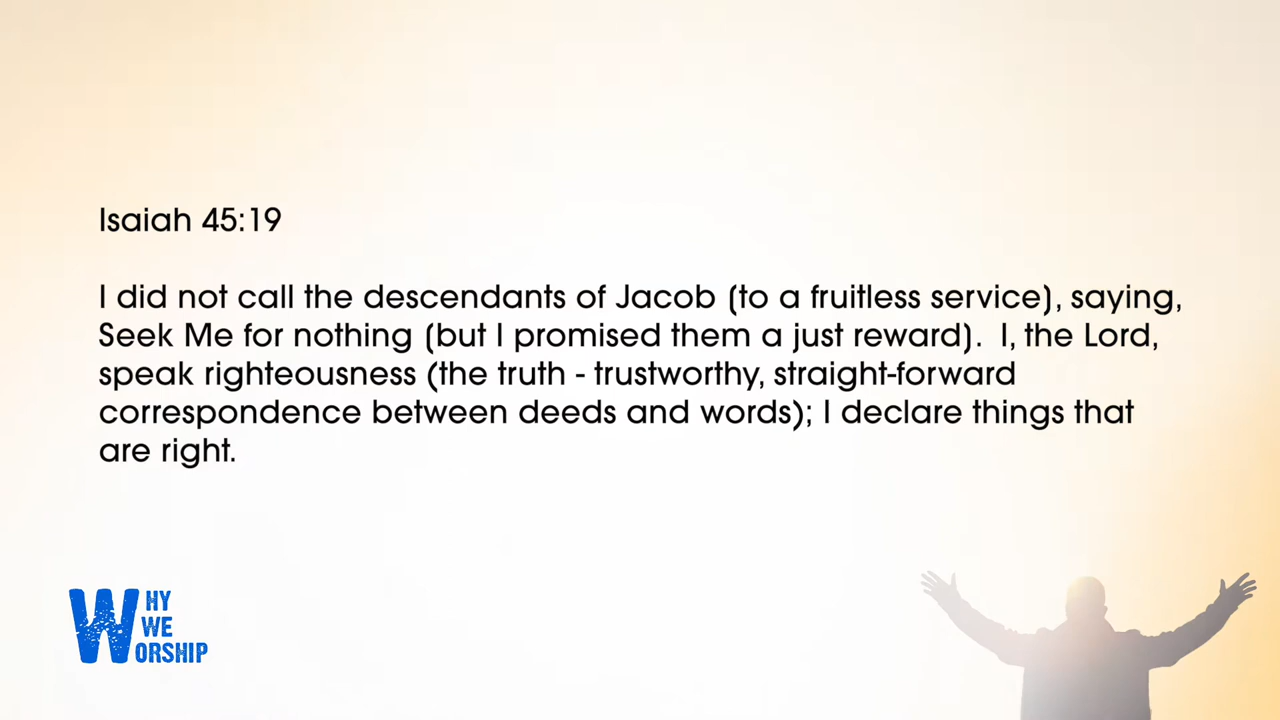 Isaiah 45:19
I did not call the descendants of Jacob (to a fruitless service), saying,
Seek Me for nothing (but I promised them a just reward).  I, the Lord,
speak righteousness (the truth - trustworthy, straight-forward
correspondence between deeds and words); I declare things that
are right.
WHY
WE
WORSHIP